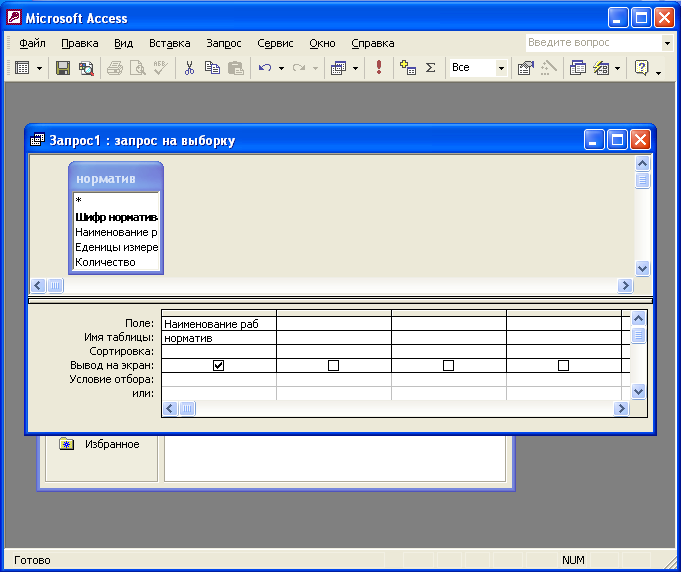 Microsoft Access
Файл Правка Вид Вставка Запрос Сервис Окно Справка Введите вопрос
Все
Запрос1 : запрос на выборку
норматив
*
Шифр норматив
Наименование р
Еденицы измере
Количество
Поле: Наименование раб
Имя таблицы: норматив
Сортировка:
Вывод на экран:
Условие отбора:
или:
Избранное
Готово NUM